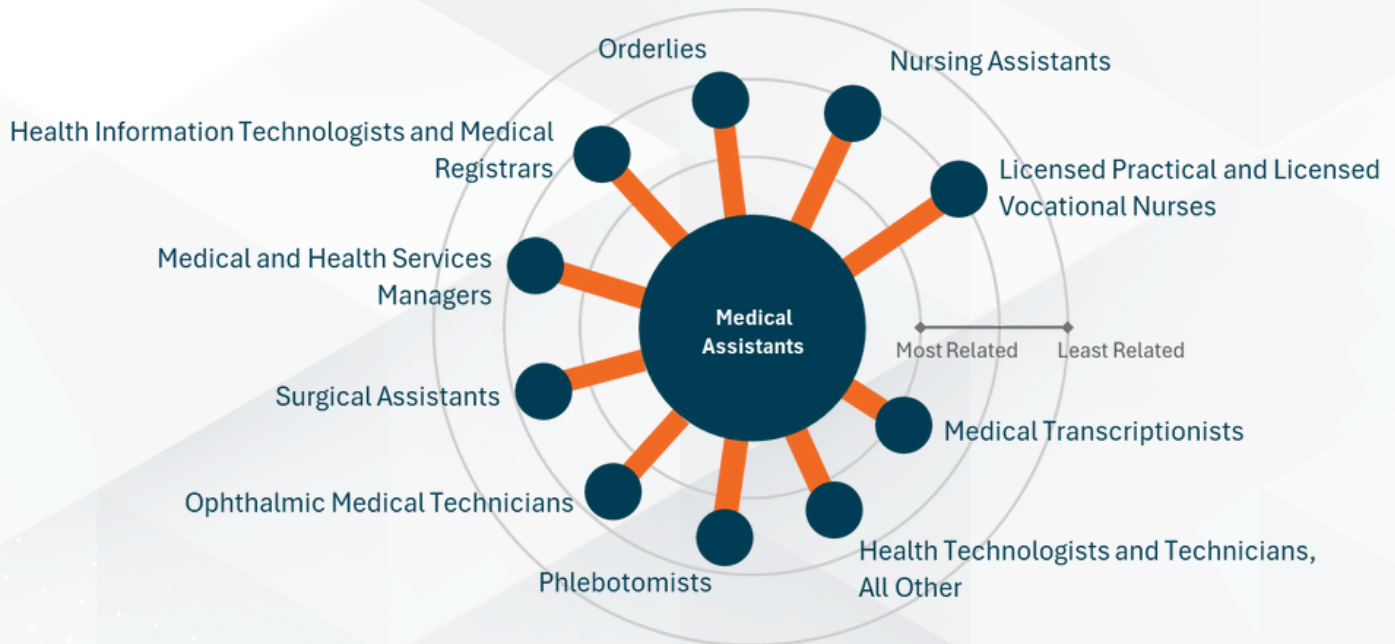 Orderlies
Nursing Assistants
Health Information Technologists and Medical
Registrars
Licensed Practical and Licensed
Vocational Nurses
Medical and Health Services
Managers
Medical
Assistants
Most Related
Least Related
Surgical Assistants
Medical Transcriptionists
Ophthalmic Medical Technicians
Health Technologists and Technicians,
All Other
Phlebotomists